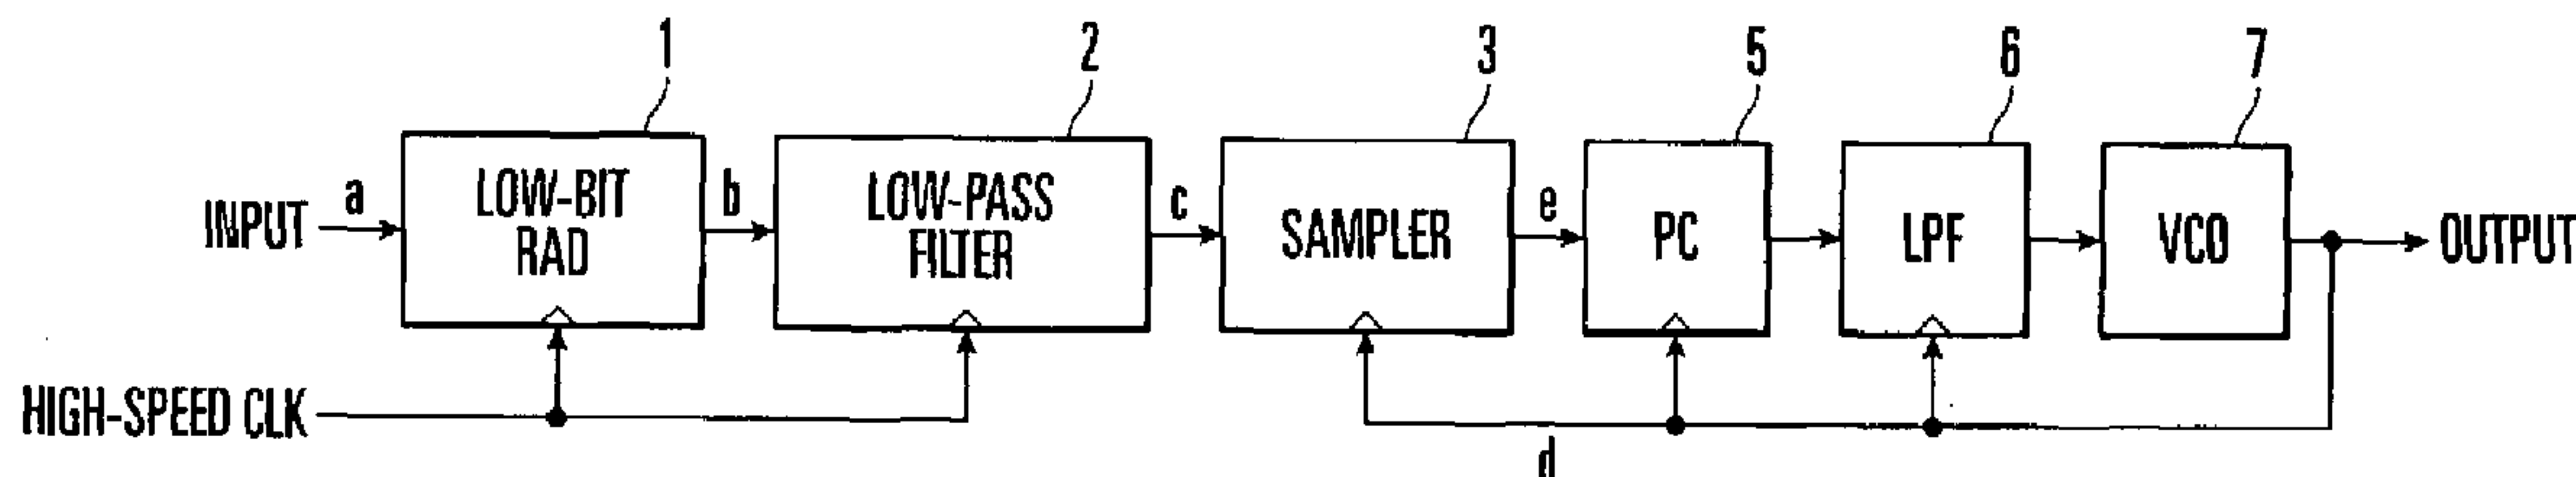 1
2
3
5
6
7
INPUT
a
LOW-BIT
RAD
b
LOW-PASS
FILTER
c
SAMPLER
e
PC
LPF
VCO
OUTPUT
HIGH-SPEED CLK
d